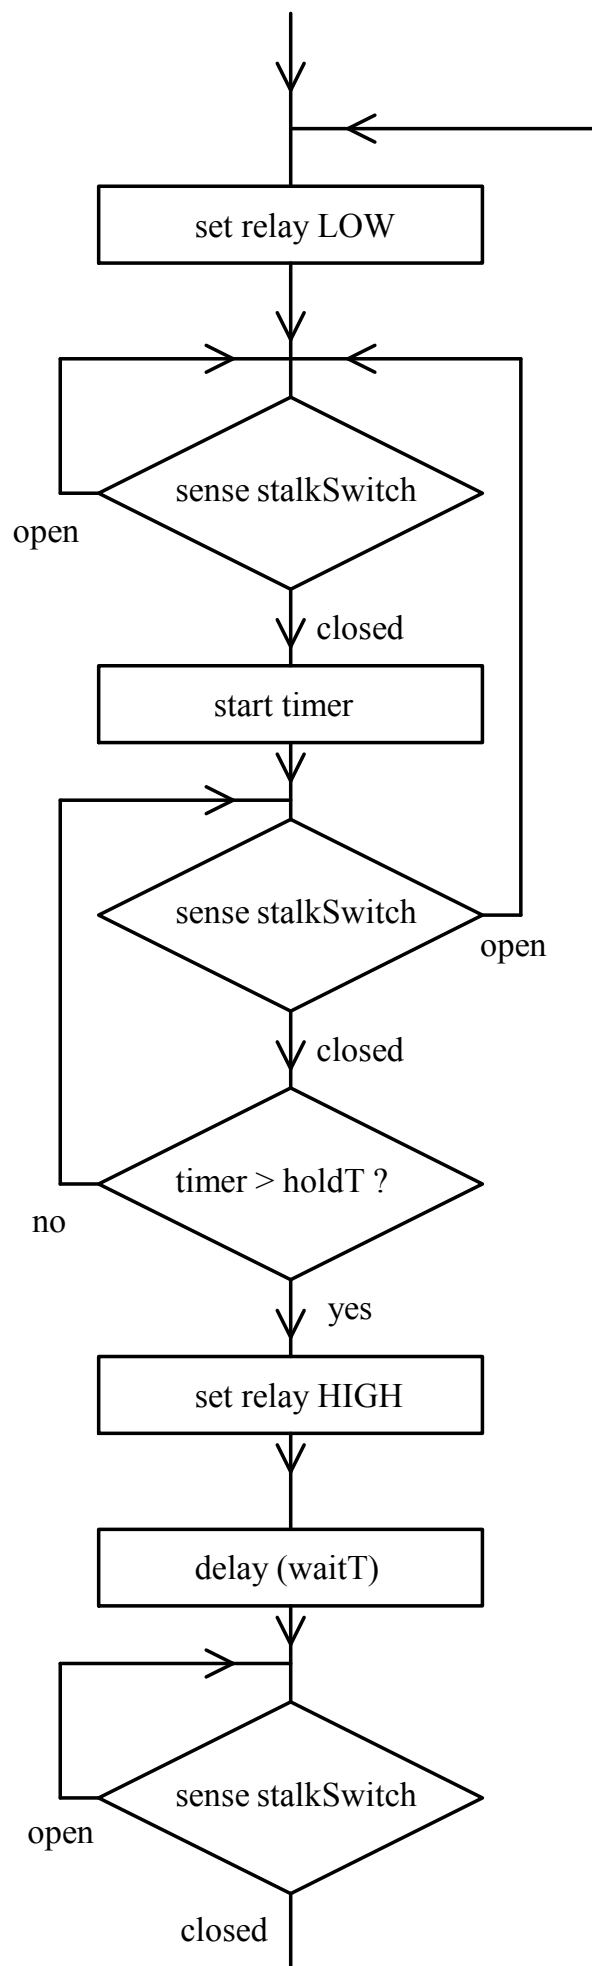 set relay LOW
sense stalkSwitch
open
closed
start timer
sense stalkSwitch
open
closed
timer > holdT ?
no
yes
set relay HIGH
delay (waitT)
sense stalkSwitch
open
closed